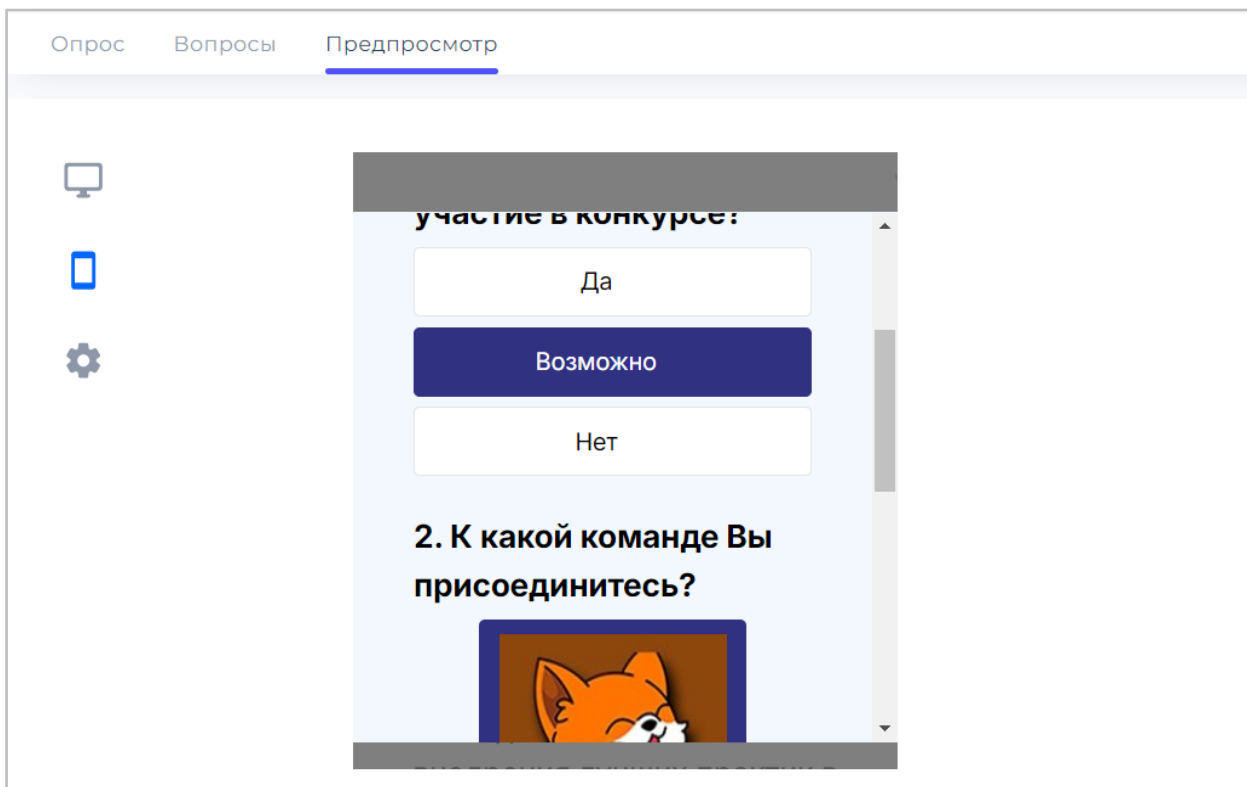 Опрос Вопросы Предпросмотр
участие в конкурсе?
Да
Возможно
Нет
2. К какой команде Вы
присоединитесь?